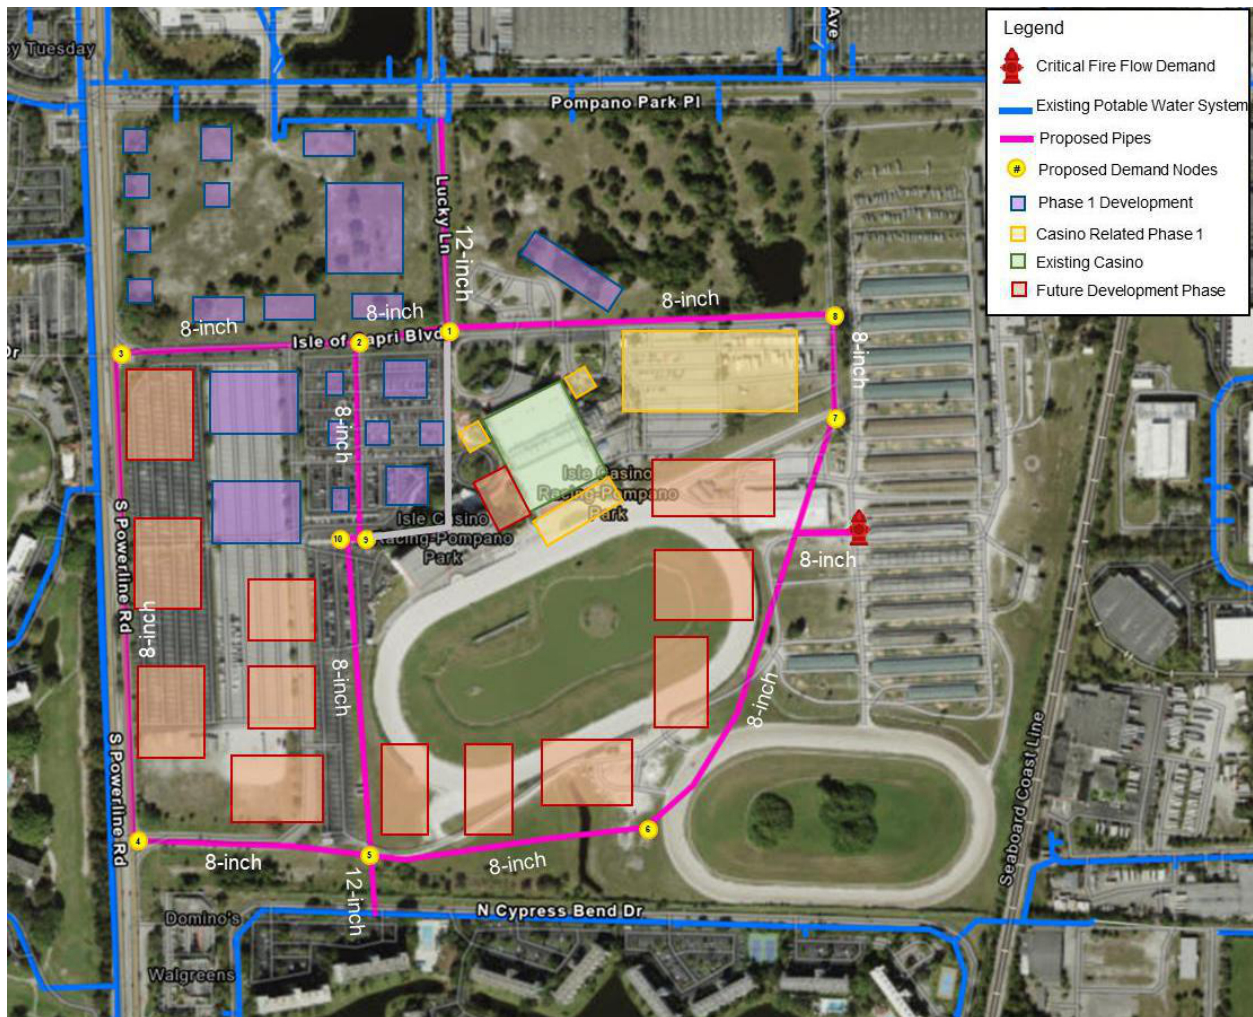 by Tuesday
Ave
Legend
Critical Fire Flow Demand
Existing Potable Water System
Proposed Pipes
# Proposed Demand Nodes
Phase 1 Development
Casino Related Phase 1
Existing Casino
Future Development Phase
Pompano Park Pl
Lucky Ln
12-inch
8-inch
8-inch
8-inch
Isle of Capri Blvd
1
2
3
8
Dr
8-inch
8-inch
7
Isle Casino
Racing-Pompano
Park
Isle Casino
Racing-Pompano
Park
10
9
8-inch
S Powerline Rd
8-inch
8-inch
8-inch
S Powerline Rd
4
5
6
8-inch
8-inch
12-inch
Seaboard Coast Line
N Cypress Bend Dr
Domino's
Walgreens